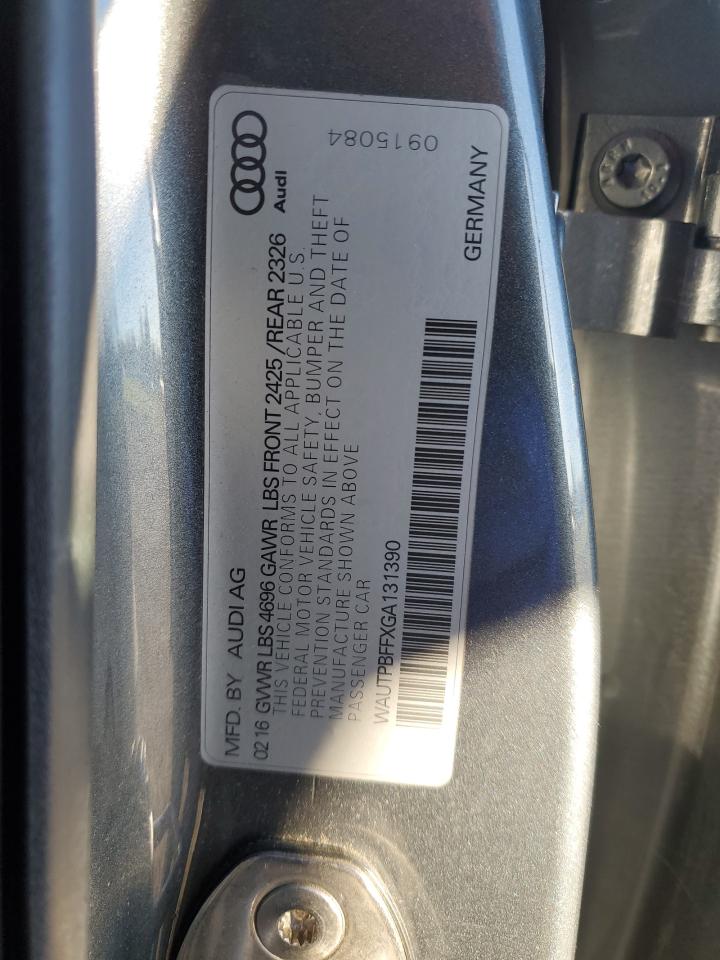 0915084
Audi
MFD. BY AUDI AG
02 16 GVWR LBS 4696 GAWR LBS FRONT 2425 /REAR 2326
THIS VEHICLE CONFORMS TO ALL APPLICABLE U.S.
FEDERAL MOTOR VEHICLE SAFETY, BUMPER AND THEFT
PREVENTION STANDARDS IN EFFECT ON THE DATE OF
MANUFACTURE SHOWN ABOVE
PASSENGER CAR
WAUTPBFFXGA131390
GERMANY